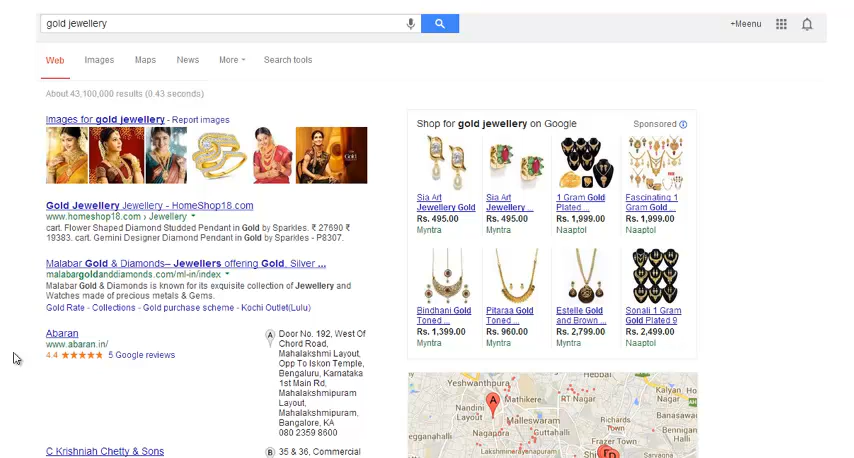 gold jewellery
+Meenu
Web Images Maps News More Search tools
About 43,100,000 results (0.43 seconds)
Images for gold jewellery - Report images
Gold Jewellery Jewellery - HomeShop18.com
www.homeshop18.com › Jewellery
cart. Flower Shaped Diamond Studded Pendant in Gold by Sparkles. ₹ 27690 ₹
19383. cart. Gemini Designer Diamond Pendant in Gold by Sparkles - P8307.
Malabar Gold & Diamonds– Jewellers offering Gold, Silver ...
malabargoldanddiamonds.com/ml-in/index
Malabar Gold & Diamonds is known for its exquisite collection of Jewellery and
Watches made of precious metals & Gems.
Gold Rate - Collections - Gold purchase scheme - Kochi Outlet(Lulu)
Abaran
www.abaran.in/
4.4 ★★★★★ 5 Google reviews
A
Door No. 192, West Of
Chord Road,
Mahalakshmi Layout,
Opp To Iskon Temple,
Bengaluru, Karnataka
1st Main Rd,
Mahalakshmipuram
Layout,
Mahalakshmipuram,
Bangalore, KA
080 2359 8600
C Krishniah Chetty & Sons
B
35 & 36, Commercial
Shop for gold jewellery on Google
Sponsored
Sia Art
Jewellery Gold
Rs. 495.00
Myntra
Sia Art
Jewellery ...
Rs. 495.00
Myntra
1 Gram Gold
Plated ...
Rs. 1,999.00
Naaptol
Fascinating 1
Gram Gold ...
Rs. 1,999.00
Naaptol
Bindhani Gold
Toned ...
Rs. 1,399.00
Myntra
Pitaraa Gold
Toned ...
Rs. 960.00
Myntra
Estelle Gold
and Brown ...
Rs. 2,799.00
Myntra
Sonali 1 Gram
Gold Plated 9
Rs. 2,499.00
Naaptol
Hebbal
Yeshwanthpura
Kalyan Nagar
HRBR
Layout
A
Mathikere
RT Nagar
Nandini
Layout
Malleswaram
Banaswadi
Richards
Town
egganahalli
Nagapura
Guttahalli
Kammanahalli
Frazer Town
Lakshminarayanapuram
D